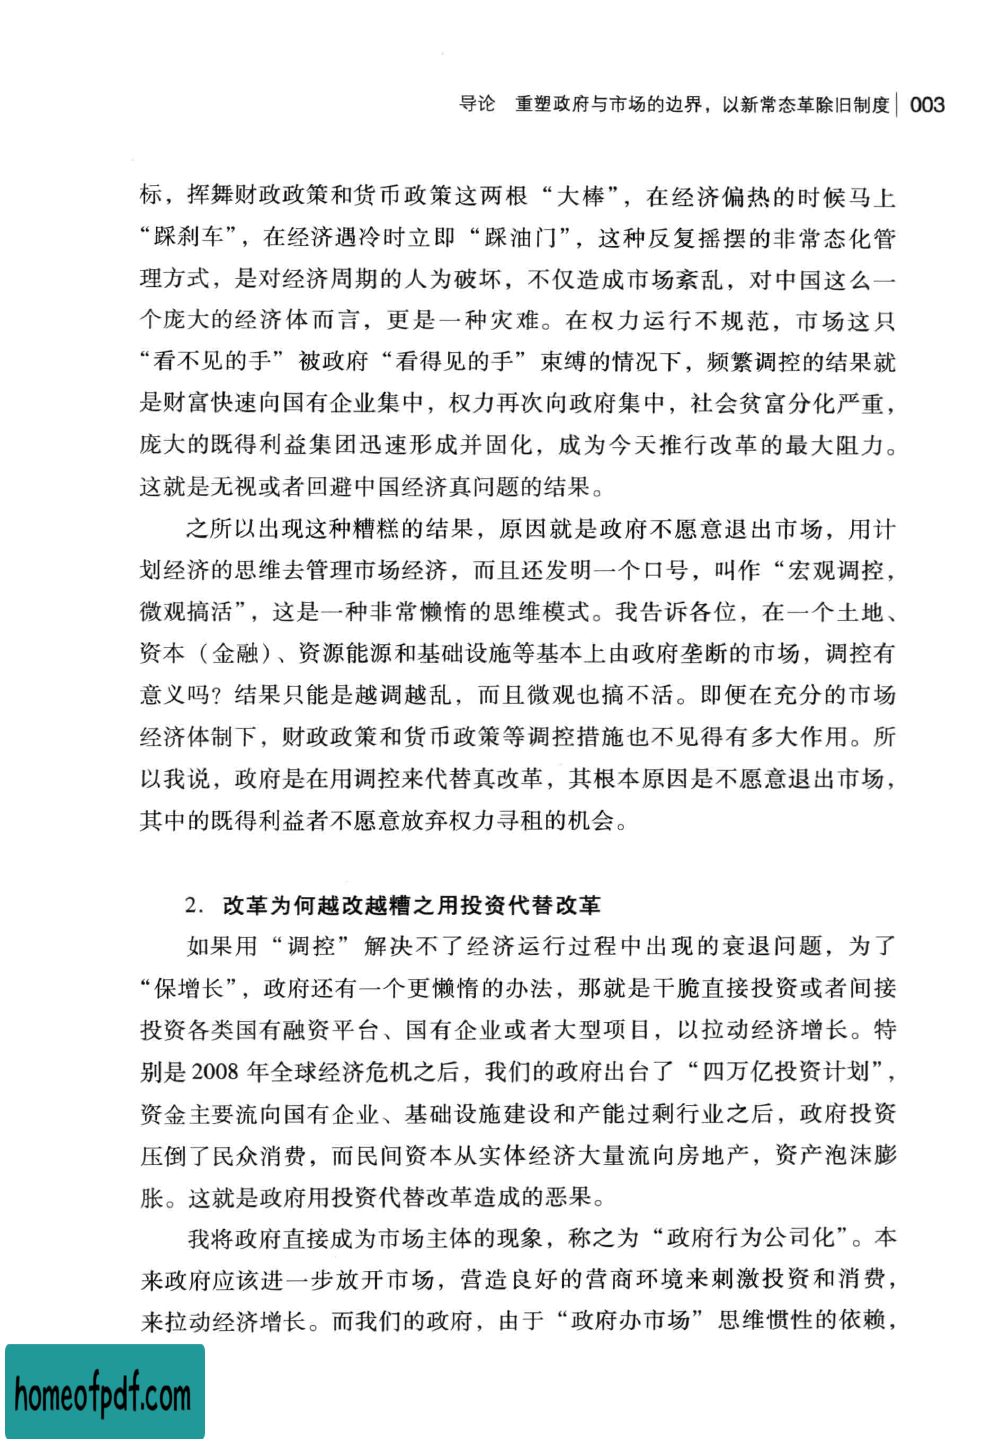 导论 重塑政府与市场的边界，以新常态革除旧制度 | 003
标，挥舞财政政策和货币政策这两根“大棒”，在经济偏热的时候马上
“踩刹车”，在经济遇冷时立即“踩油门”，这种反复摇摆的非常态化管
理方式，是对经济周期的人为破坏，不仅造成市场紊乱，对中国这么一
个庞大的经济体而言，更是一种灾难。在权力运行不规范，市场这只
“看不见的手”被政府“看得见的手”束缚的情况下，频繁调控的结果就
是财富快速向国有企业集中，权力再次向政府集中，社会贫富分化严重，
庞大的既得利益集团迅速形成并固化，成为今天推行改革的最大阻力。
这就是无视或者回避中国经济真问题的结果。
之所以出现这种糟糕的结果，原因就是政府不愿意退出市场，用计
划经济的思维去管理市场经济，而且还发明一个口号，叫作“宏观调控，
微观搞活”，这是一种非常懒惰的思维模式。我告诉各位，在一个土地、
资本（金融）、资源能源和基础设施等基本上由政府垄断的市场，调控有
意义吗？结果只能是越调越乱，而且微观也搞不活。即便在充分的市场
经济体制下，财政政策和货币政策等调控措施也不见得有多大作用。所
以我说，政府是在用调控来代替真改革，其根本原因是不愿意退出市场，
其中的既得利益者不愿意放弃权力寻租的机会。
2. 改革为何越改越糟之用投资代替改革
如果用“调控”解决不了经济运行过程中出现的衰退问题，为了
“保增长”，政府还有一个更懒惰的办法，那就是干脆直接投资或者间接
投资各类国有融资平台、国有企业或者大型项目，以拉动经济增长。特
别是 2008 年全球经济危机之后，我们的政府出台了“四万亿投资计划”，
资金主要流向国有企业、基础设施建设和产能过剩行业之后，政府投资
压倒了民众消费，而民间资本从实体经济大量流向房地产，资产泡沫膨
胀。这就是政府用投资代替改革造成的恶果。
我将政府直接成为市场主体的现象，称之为“政府行为公司化”。本
来政府应该进一步放开市场，营造良好的营商环境来刺激投资和消费，
来拉动经济增长。而我们的政府，由于“政府办市场”思维惯性的依赖，
homeofpdf.com